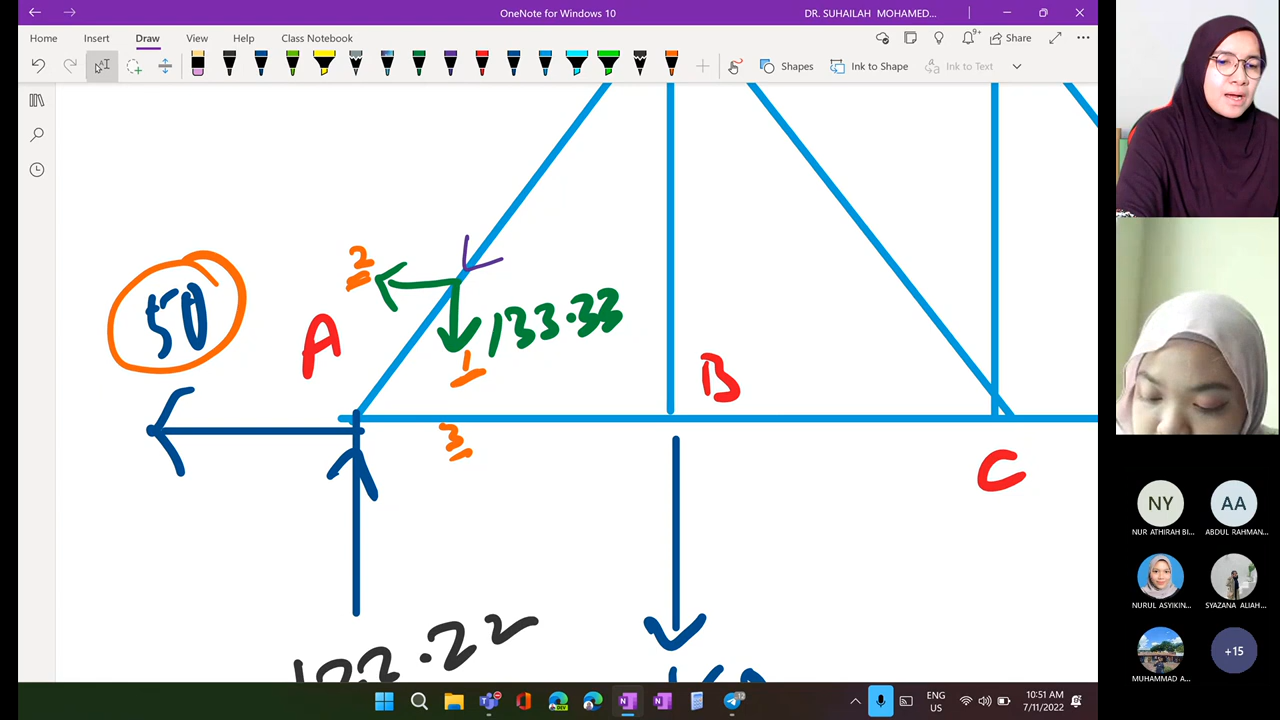 OneNote for Windows 10
DR. SUHAILAH MOHAMED...
Home Insert Draw View Help Class Notebook
9+ Share
Shapes Ink to Shape Ink to Text
2
50
133.33
A
1
B
3
C
NY
AA
NUR ATHIRAH BI...
ABDUL RAHMAN...
NURUL ASYIKIN...
SYAZANA ALIAH...
MUHAMMAD A...
+15
ENG
US
10:51 AM
7/11/2022